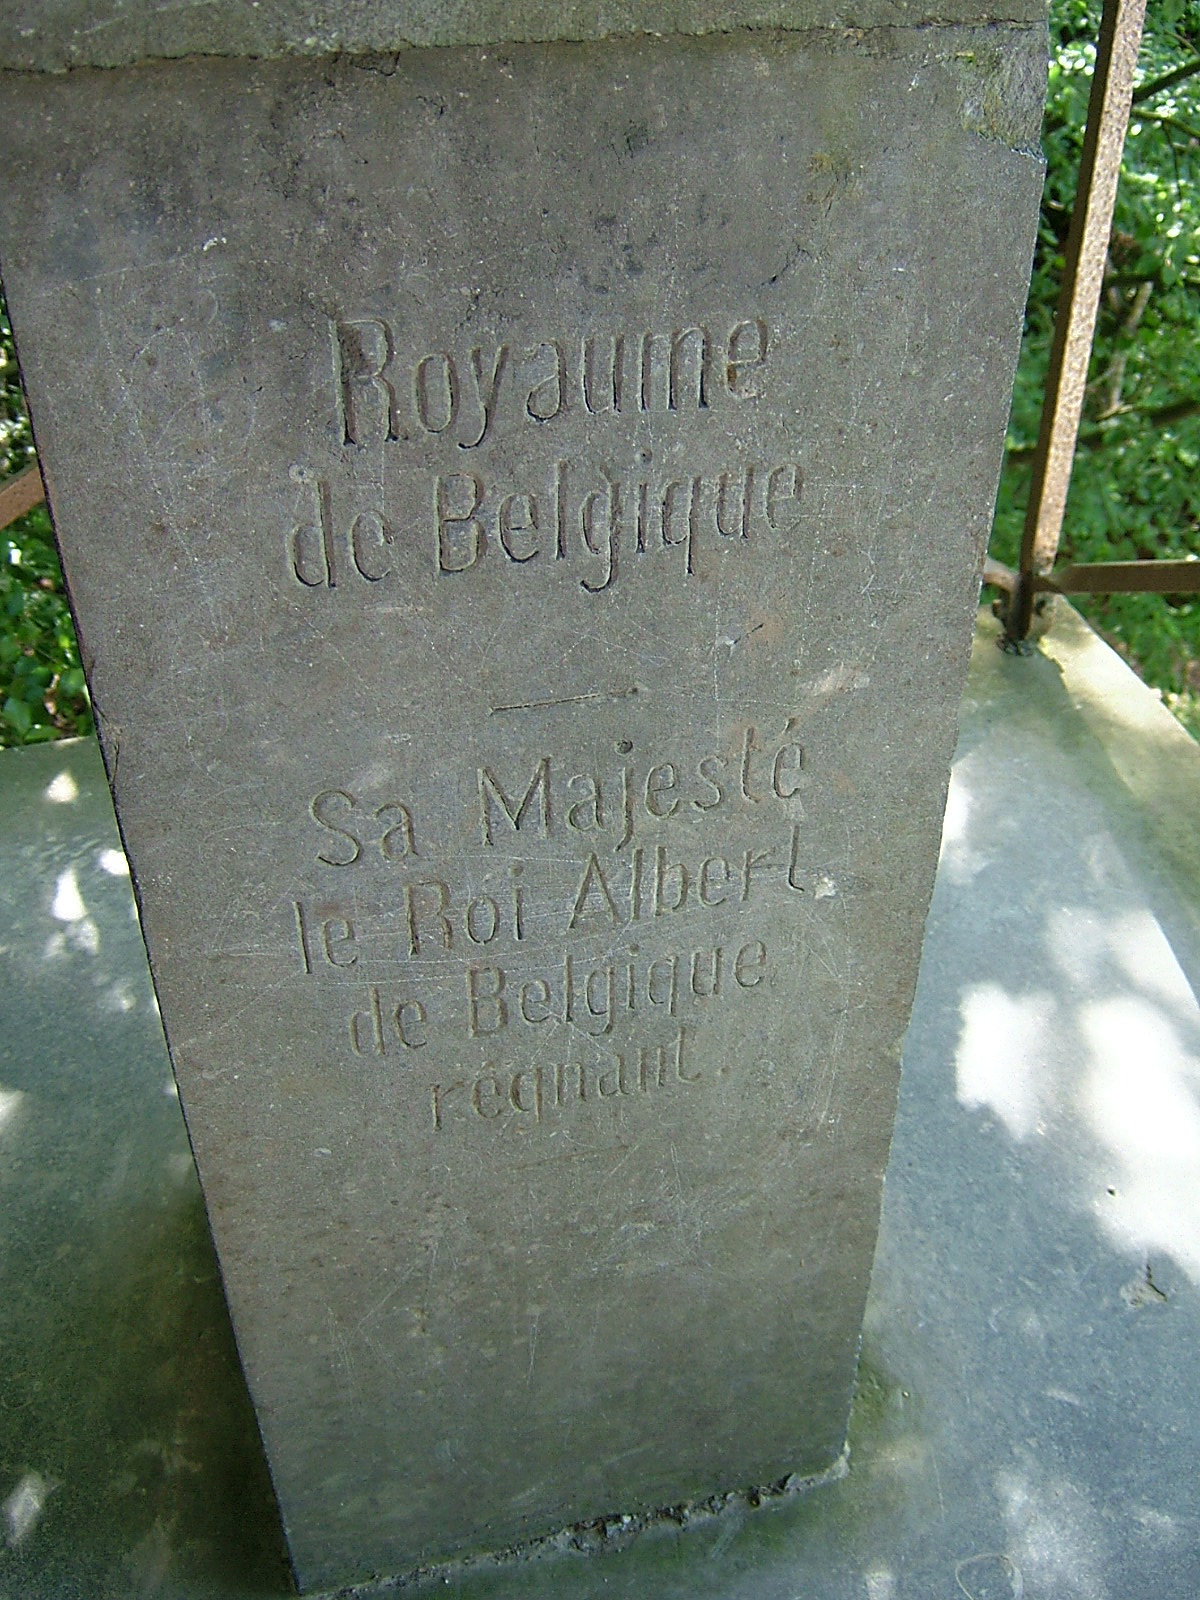 Royaume
de Belgique
Sa Majesté
le Roi Albert
de Belgique
régnant.